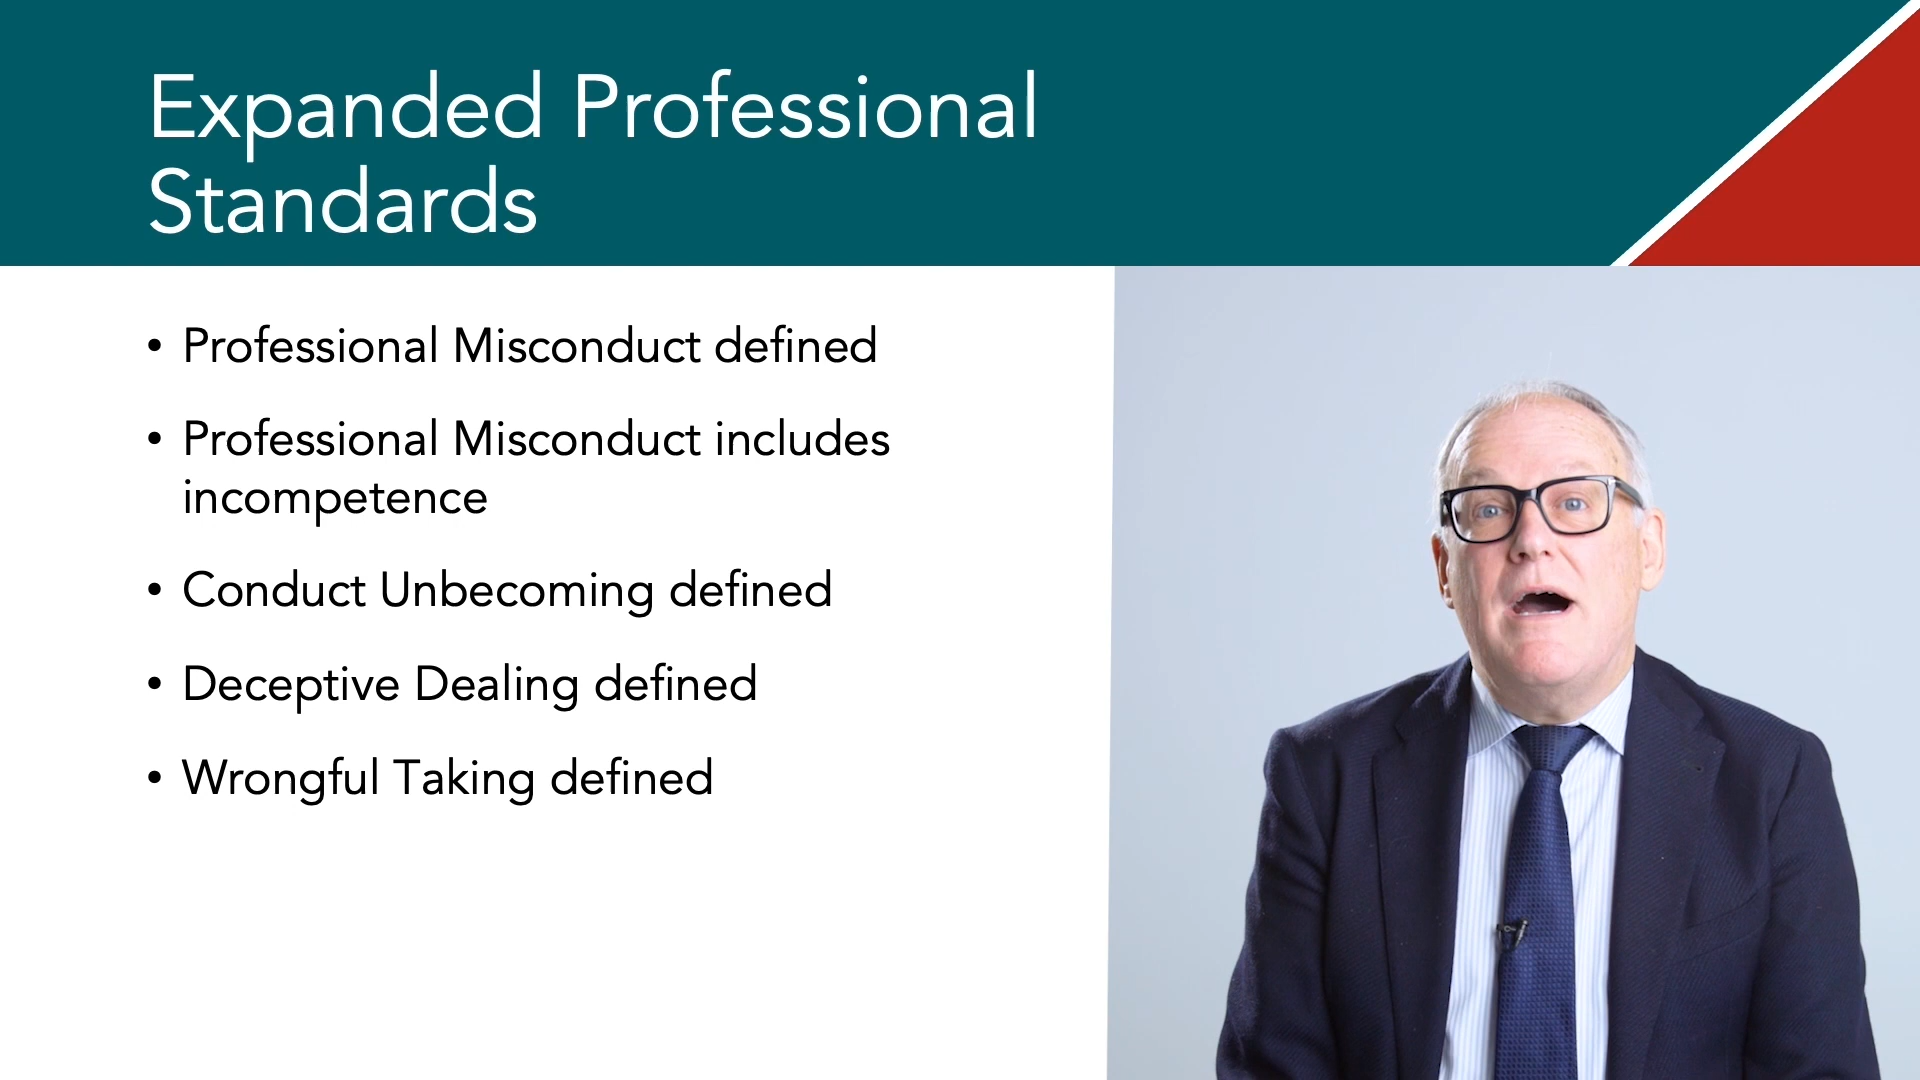 Expanded Professional
Standards
• Professional Misconduct defined
• Professional Misconduct includes
incompetence
• Conduct Unbecoming defined
• Deceptive Dealing defined
• Wrongful Taking defined